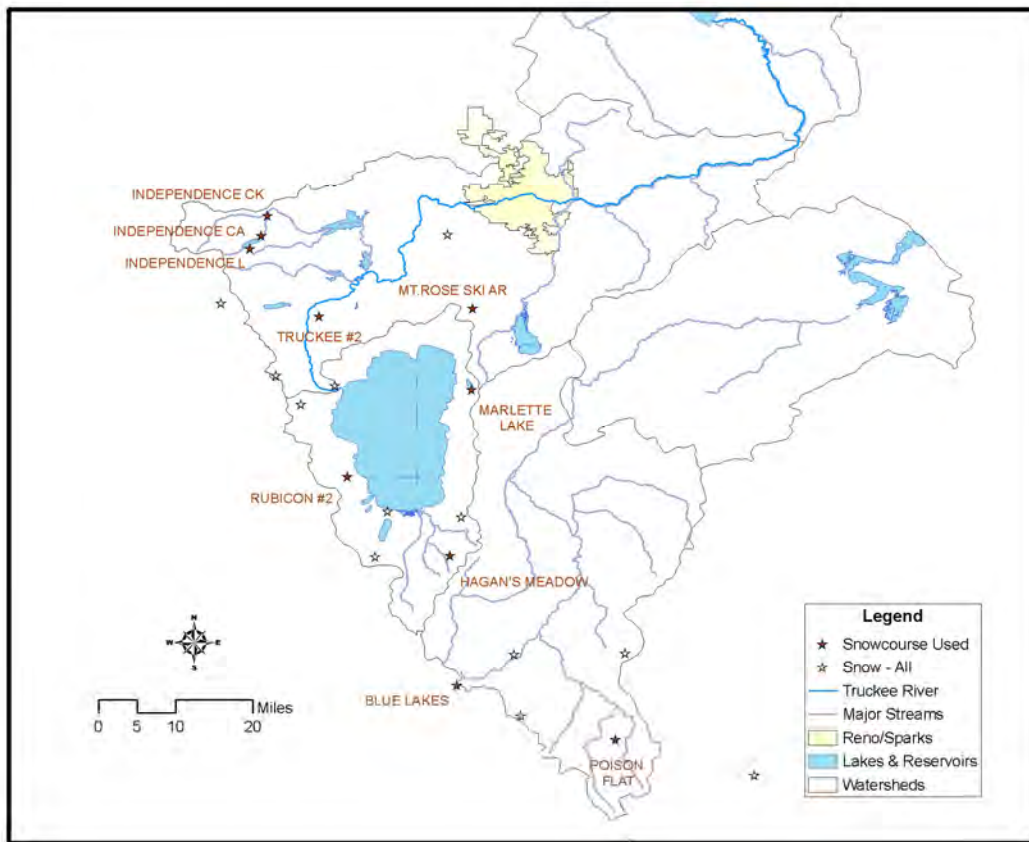 INDEPENDENCE CK
INDEPENDENCE CA
INDEPENDENCE L
MT.ROSE SKI AR
TRUCKEE #2
MARLETTE
LAKE
RUBICON #2
HAGAN'S MEADOW
BLUE LAKES
POISON
FLAT
N
W E
S
Miles
0 5 10 20
Legend
Snowcourse Used
Snow - All
Truckee River
Major Streams
Reno/Sparks
Lakes & Reservoirs
Watersheds